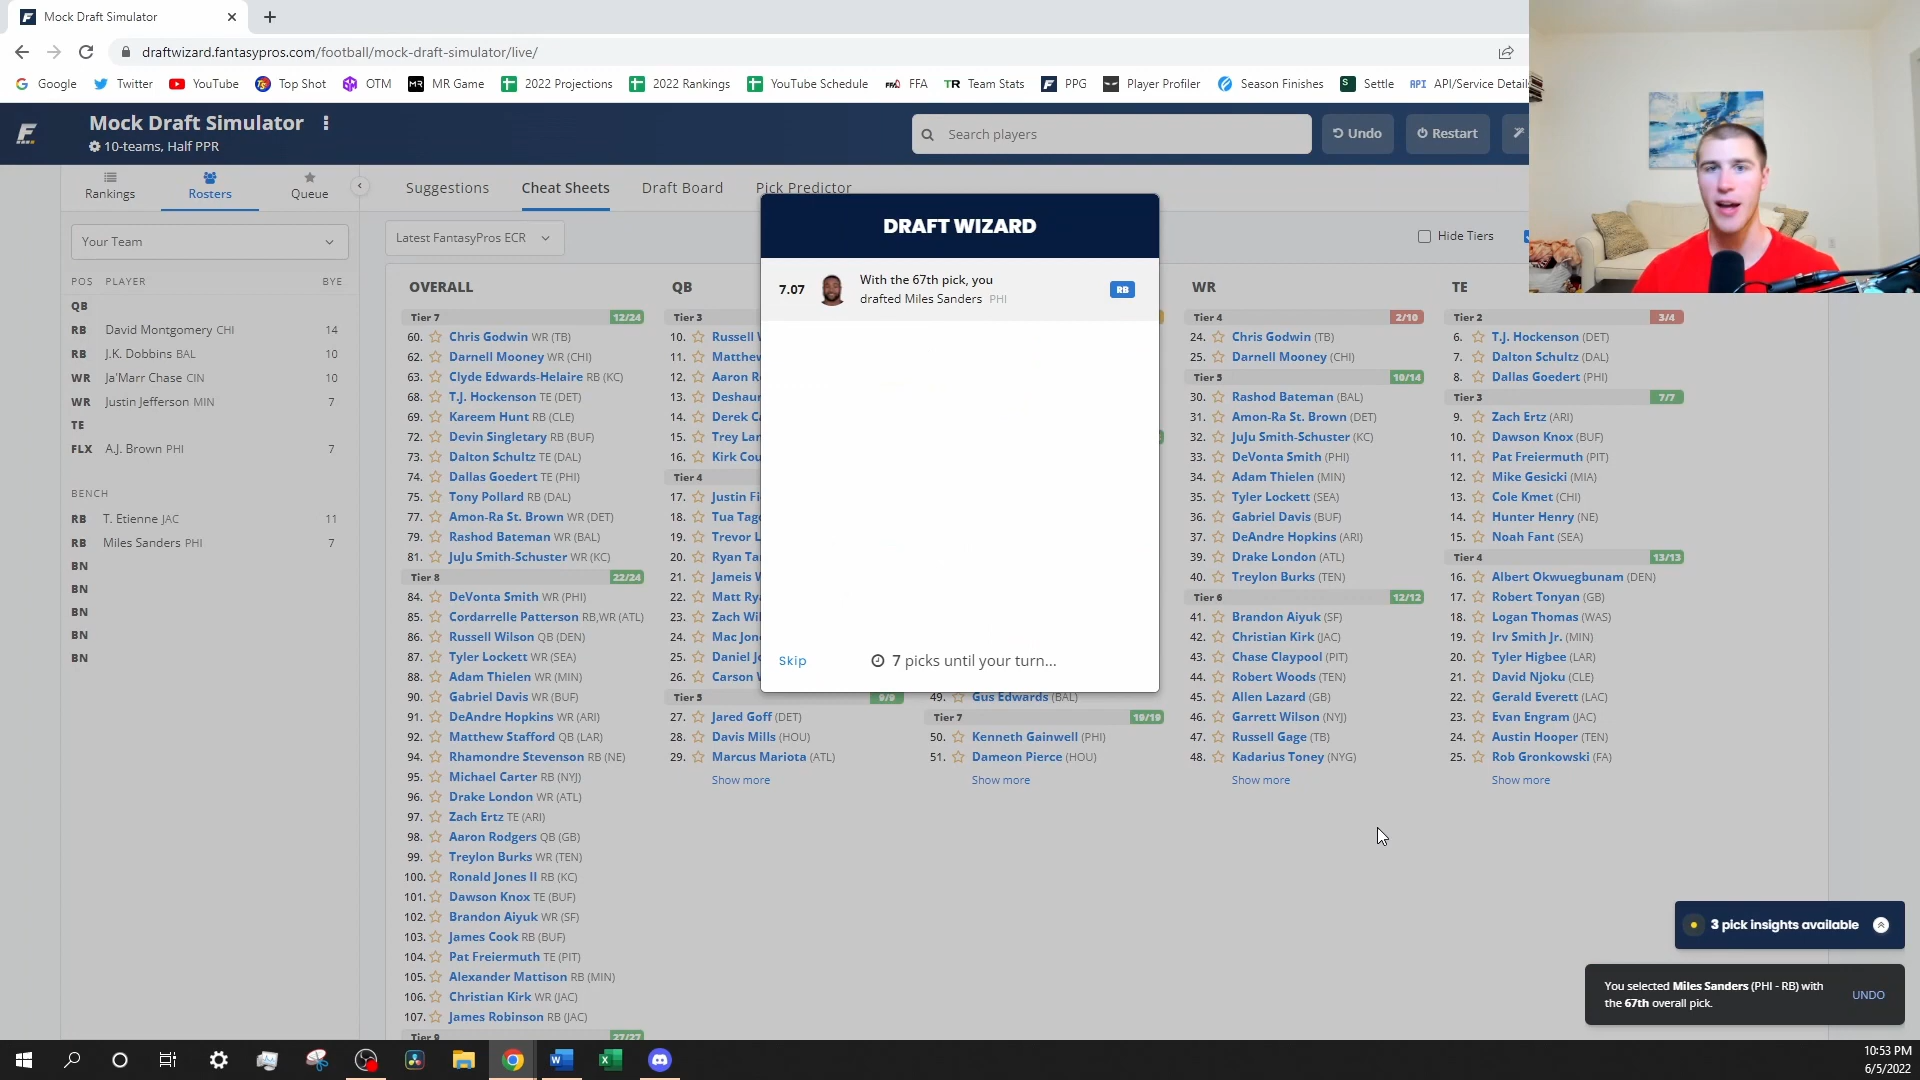 Mock Draft Simulator
draftwizard.fantasypros.com/football/mock-draft-simulator/live/
Google Twitter YouTube Top Shot OTM MR Game 2022 Projections 2022 Rankings YouTube Schedule FFA FFA TR Team Stats PPG Player Profiler Season Finishes S Settle API API/Service Details
Mock Draft Simulator
10-teams, Half PPR
Search players
Undo
Restart
Rankings
Rosters
Queue
Suggestions
Cheat Sheets
Draft Board
Pick Predictor
Your Team
POS PLAYER BYE
QB
RB David Montgomery CHI 14
RB J.K. Dobbins BAL 10
WR Ja'Marr Chase CIN 10
WR Justin Jefferson MIN 7
TE
FLX A.J. Brown PHI 7
BENCH
RB T. Etienne JAC 11
RB Miles Sanders PHI 7
BN
BN
BN
BN
BN
Latest FantasyPros ECR
Hide Tiers
OVERALL
Tier 7 12/24
60. Chris Godwin WR (TB)
62. Darnell Mooney WR (CHI)
63. Clyde Edwards-Helaire RB (KC)
68. T.J. Hockenson TE (DET)
69. Kareem Hunt RB (CLE)
72. Devin Singletary RB (BUF)
73. Dalton Schultz TE (DAL)
74. Dallas Goedert TE (PHI)
75. Tony Pollard RB (DAL)
77. Amon-Ra St. Brown WR (DET)
79. Rashod Bateman WR (BAL)
81. JuJu Smith-Schuster WR (KC)
Tier 8 22/24
84. DeVonta Smith WR (PHI)
85. Cordarrelle Patterson RB,WR (ATL)
86. Russell Wilson QB (DEN)
87. Tyler Lockett WR (SEA)
88. Adam Thielen WR (MIN)
90. Gabriel Davis WR (BUF)
91. DeAndre Hopkins WR (ARI)
92. Matthew Stafford QB (LAR)
94. Rhamondre Stevenson RB (NE)
95. Michael Carter RB (NYJ)
96. Drake London WR (ATL)
97. Zach Ertz TE (ARI)
98. Aaron Rodgers QB (GB)
99. Treylon Burks WR (TEN)
100. Ronald Jones II RB (KC)
101. Dawson Knox TE (BUF)
102. Brandon Aiyuk WR (SF)
103. James Cook RB (BUF)
104. Pat Freiermuth TE (PIT)
105. Alexander Mattison RB (MIN)
106. Christian Kirk WR (JAC)
107. James Robinson RB (JAC)
Tier 9 27/27
QB
Tier 3
10. Russell W
11. Matthew
12. Aaron R
13. Deshau
14. Derek C
15. Trey Lan
16. Kirk Cou
Tier 4
17. Justin Fi
18. Tua Tag
19. Trevor L
20. Ryan Ta
21. Jameis W
22. Matt Ry
23. Zach Wil
24. Mac Jon
25. Daniel J
26. Carson W
Tier 5 9/9
27. Jared Goff (DET)
28. Davis Mills (HOU)
29. Marcus Mariota (ATL)
Show more
49. Gus Edwards (BAL)
Tier 7 19/19
50. Kenneth Gainwell (PHI)
51. Dameon Pierce (HOU)
Show more
WR
Tier 4 2/10
24. Chris Godwin (TB)
25. Darnell Mooney (CHI)
Tier 5 10/14
30. Rashod Bateman (BAL)
31. Amon-Ra St. Brown (DET)
32. JuJu Smith-Schuster (KC)
33. DeVonta Smith (PHI)
34. Adam Thielen (MIN)
35. Tyler Lockett (SEA)
36. Gabriel Davis (BUF)
37. DeAndre Hopkins (ARI)
39. Drake London (ATL)
40. Treylon Burks (TEN)
Tier 6 12/12
41. Brandon Aiyuk (SF)
42. Christian Kirk (JAC)
43. Chase Claypool (PIT)
44. Robert Woods (TEN)
45. Allen Lazard (GB)
46. Garrett Wilson (NYJ)
47. Russell Gage (TB)
48. Kadarius Toney (NYG)
Show more
TE
Tier 2 3/4
6. T.J. Hockenson (DET)
7. Dalton Schultz (DAL)
8. Dallas Goedert (PHI)
Tier 3 7/7
9. Zach Ertz (ARI)
10. Dawson Knox (BUF)
11. Pat Freiermuth (PIT)
12. Mike Gesicki (MIA)
13. Cole Kmet (CHI)
14. Hunter Henry (NE)
15. Noah Fant (SEA)
Tier 4 13/13
16. Albert Okwuegbunam (DEN)
17. Robert Tonyan (GB)
18. Logan Thomas (WAS)
19. Irv Smith Jr. (MIN)
20. Tyler Higbee (LAR)
21. David Njoku (CLE)
22. Gerald Everett (LAC)
23. Evan Engram (JAC)
24. Austin Hooper (TEN)
25. Rob Gronkowski (FA)
Show more
DRAFT WIZARD
7.07 With the 67th pick, you
drafted Miles Sanders PHI
RB
Skip
7 picks until your turn...
3 pick insights available
You selected Miles Sanders (PHI - RB) with
the 67th overall pick.
UNDO
10:53 PM
6/5/2022